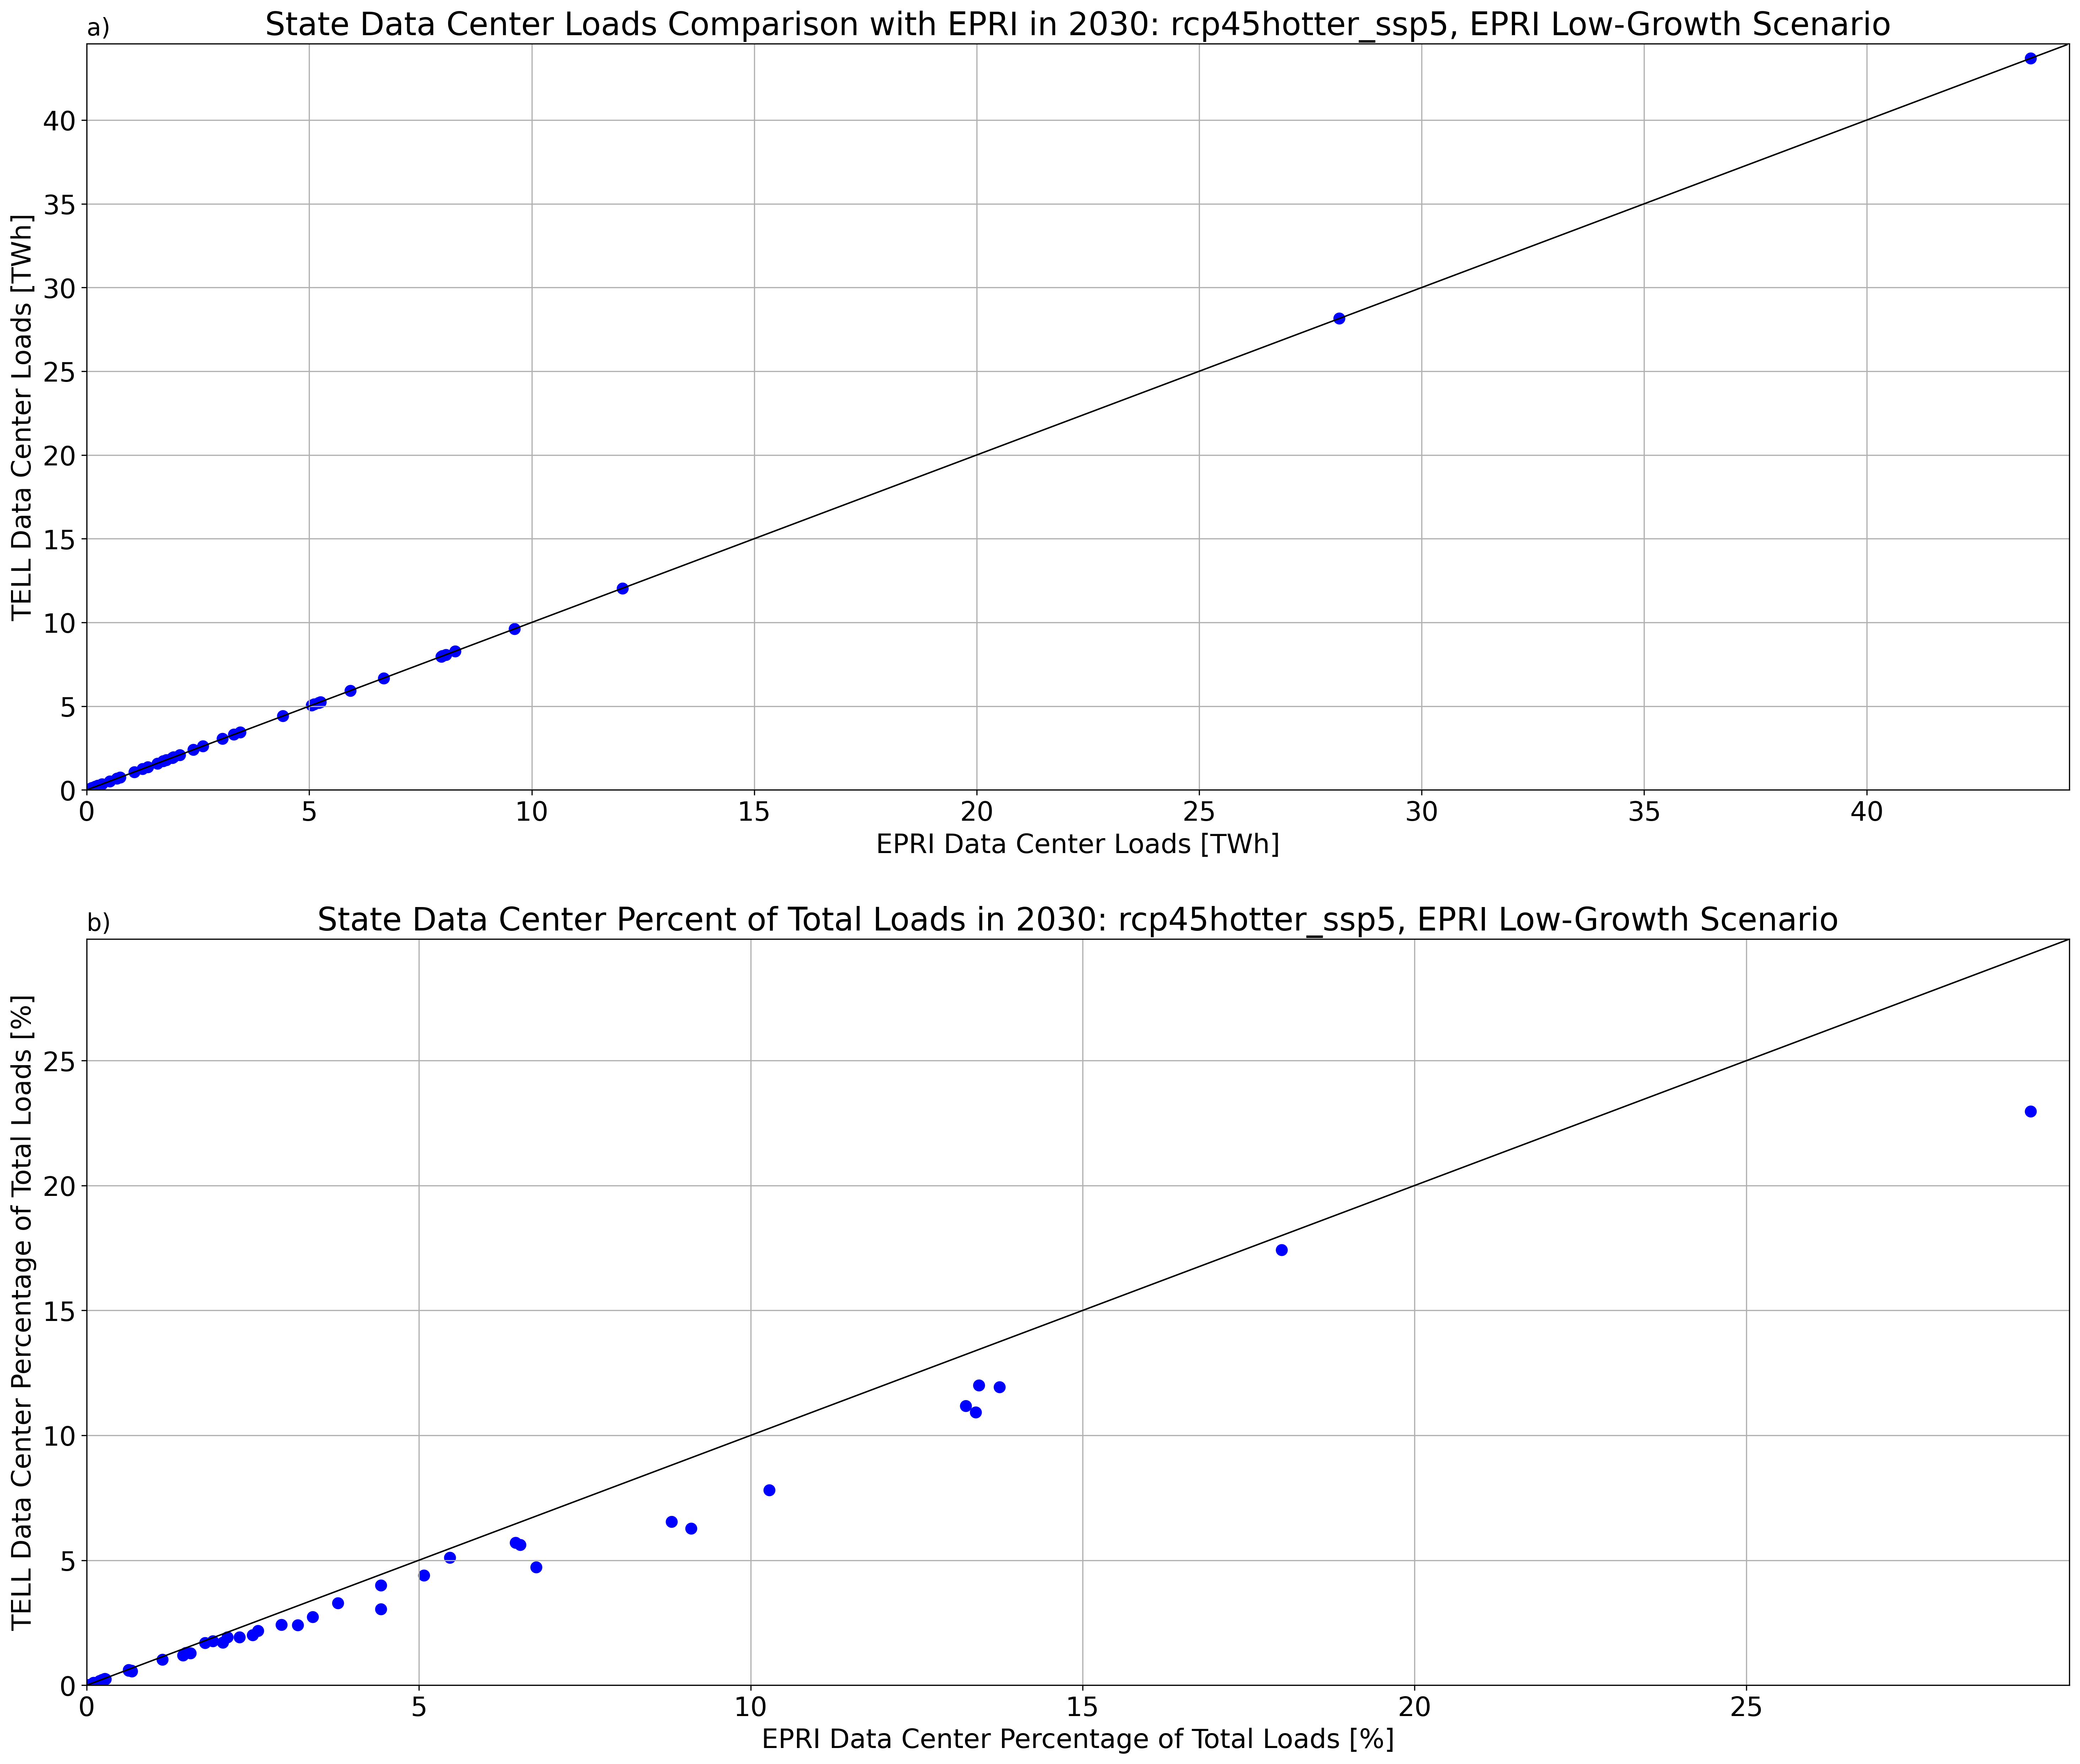 a)
State Data Center Loads Comparison with EPRI in 2030: rcp45hotter_ssp5, EPRI Low-Growth Scenario
TELL Data Center Loads [TWh]
40
35
30
25
20
15
10
5
0
0 5 10 15 20 25 30 35 40
EPRI Data Center Loads [TWh]
b)
State Data Center Percent of Total Loads in 2030: rcp45hotter_ssp5, EPRI Low-Growth Scenario
TELL Data Center Percentage of Total Loads [%]
25
20
15
10
5
0
0 5 10 15 20 25
EPRI Data Center Percentage of Total Loads [%]